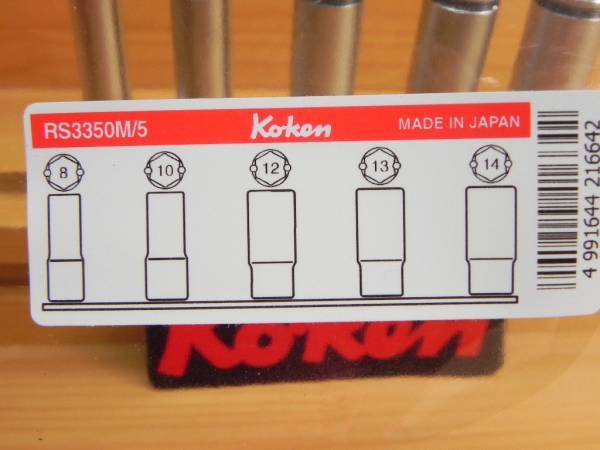 RS3350M/5 Koken MADE IN JAPAN
8 10 12 13 14
4 991644 216642
Koken